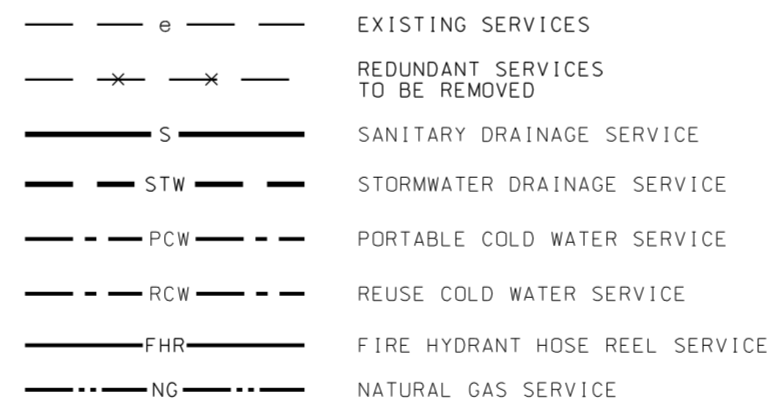 e EXISTING SERVICES
REDUNDANT SERVICES
TO BE REMOVED
S SANITARY DRAINAGE SERVICE
STW STORMWATER DRAINAGE SERVICE
PCW PORTABLE COLD WATER SERVICE
RCW REUSE COLD WATER SERVICE
FHR FIRE HYDRANT HOSE REEL SERVICE
NG NATURAL GAS SERVICE